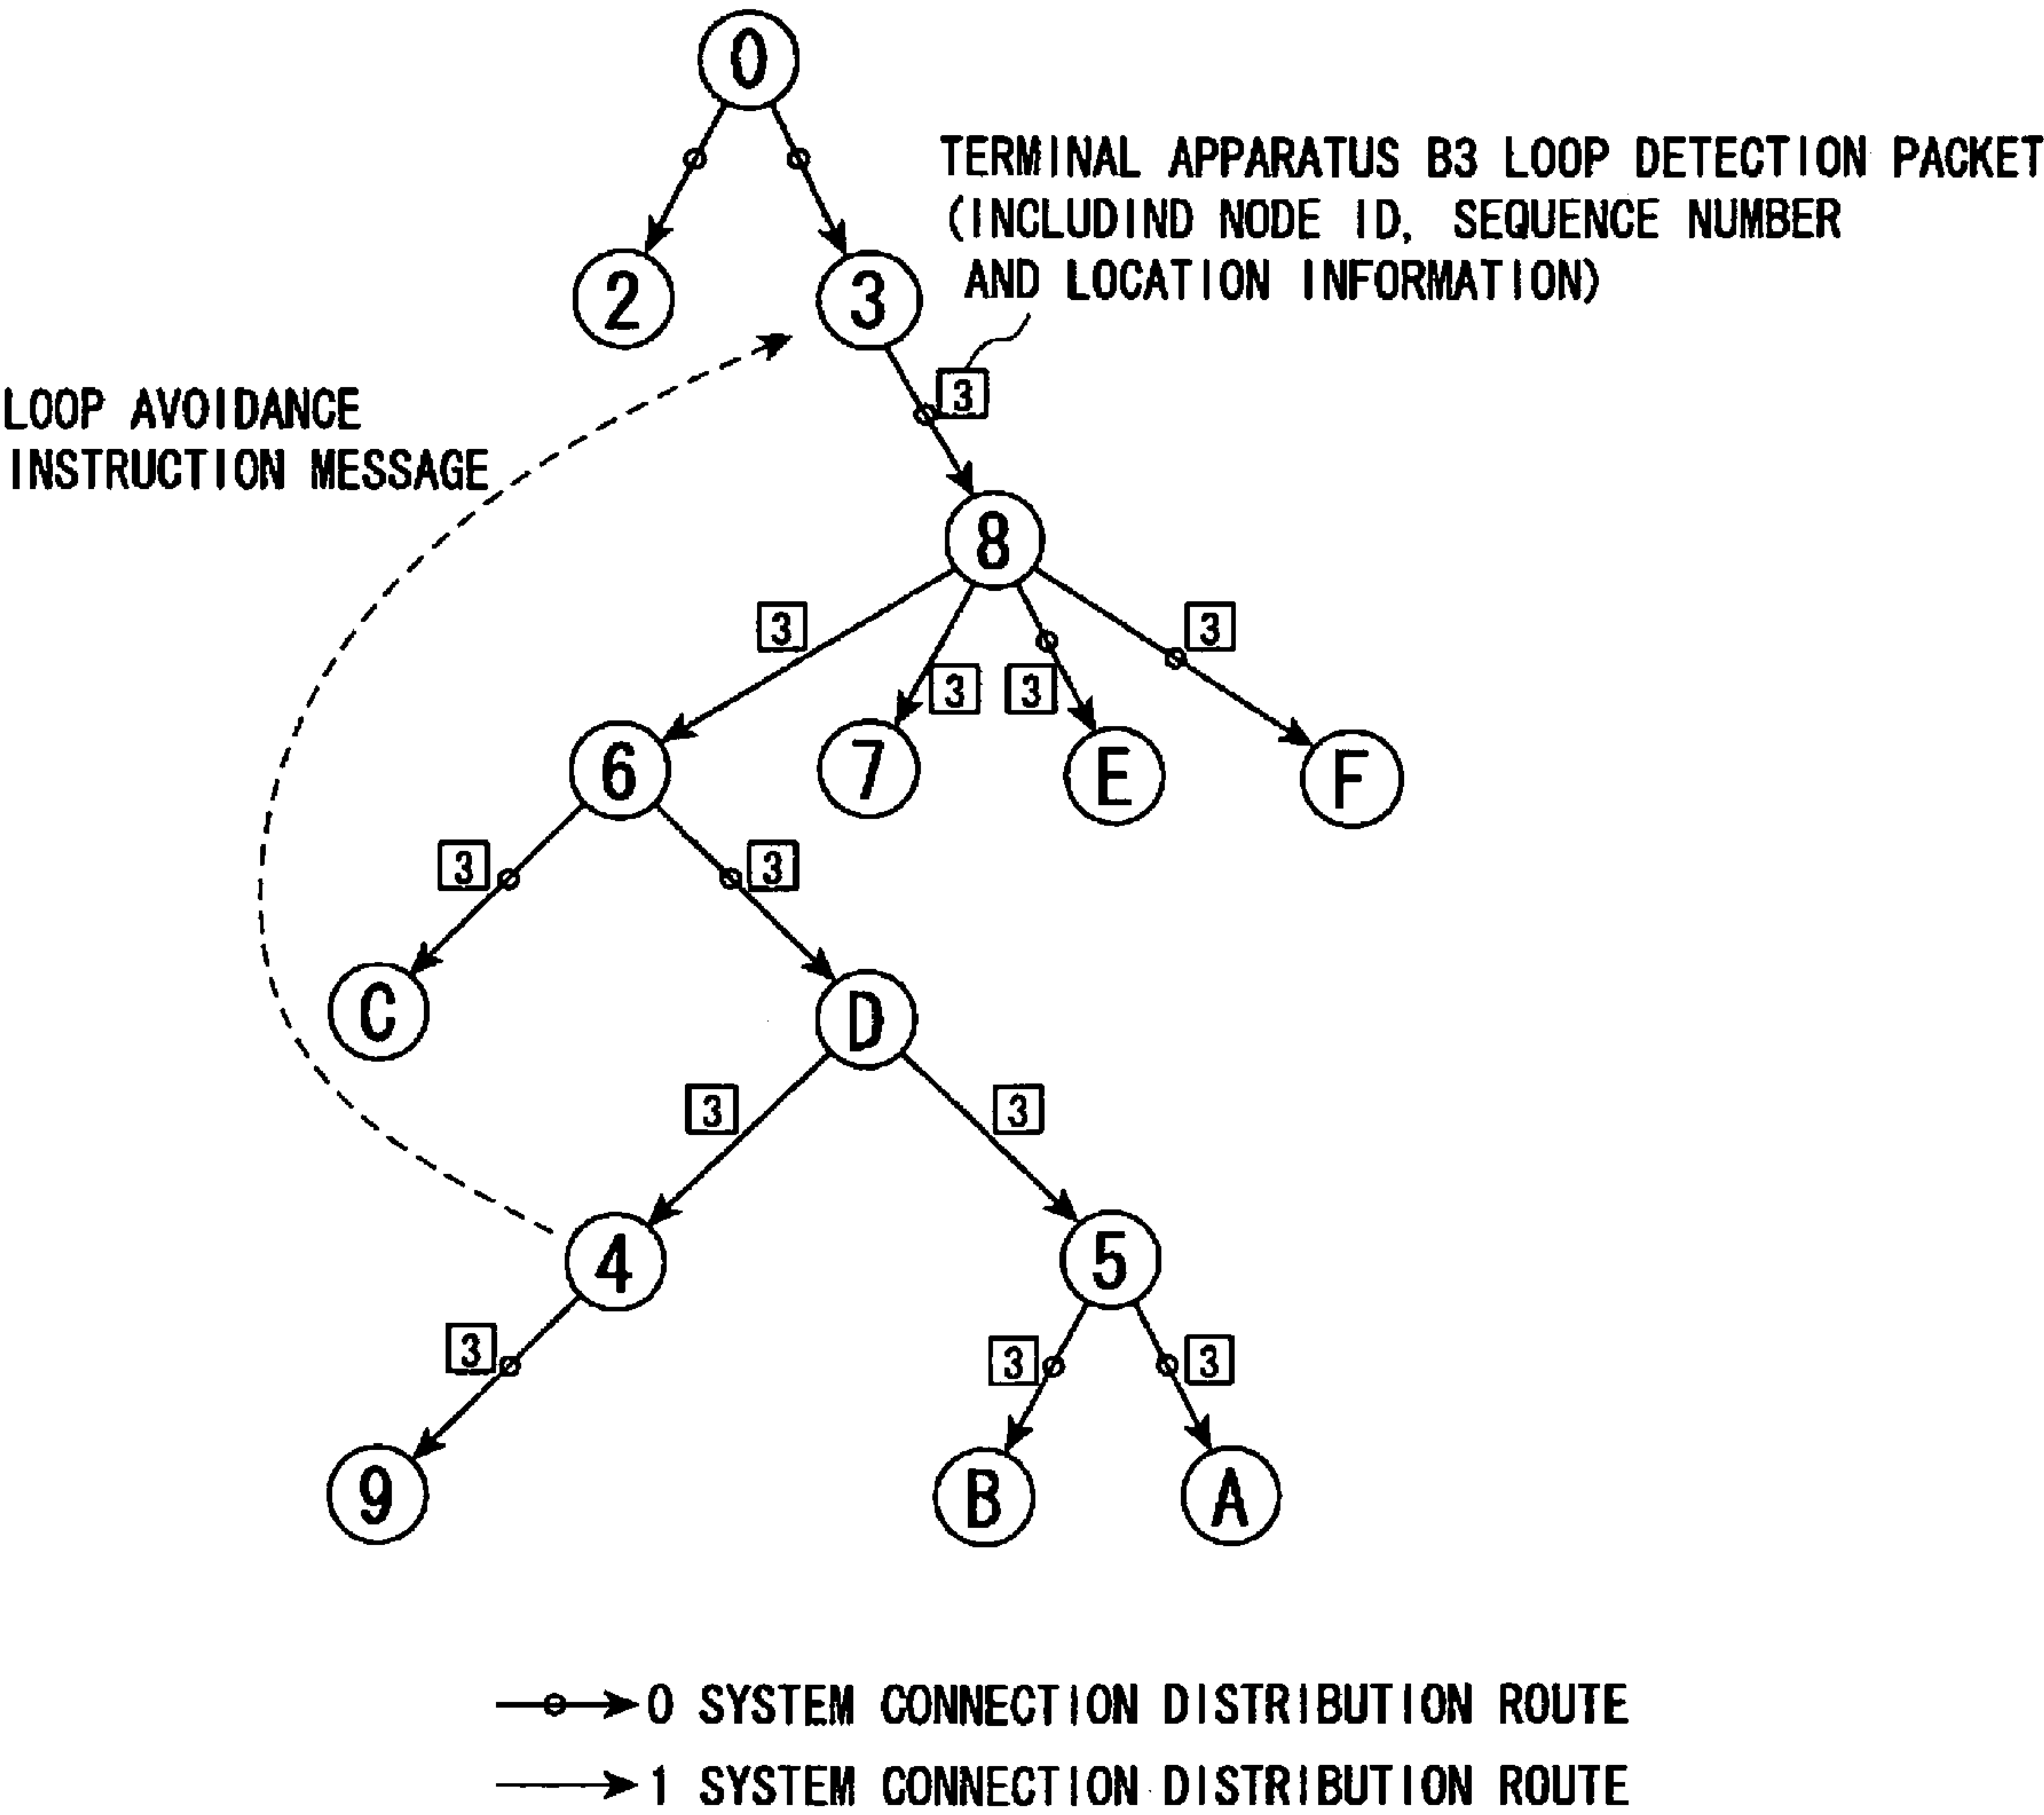 0
TERMINAL APPARATUS B3 LOOP DETECTION PACKET
(INCLUDIND NODE ID, SEQUENCE NUMBER
AND LOCATION INFORMATION)
2
3
3
LOOP AVOIDANCE
INSTRUCTION MESSAGE
8
3
3
3
3
6
7
E
F
3
3
C
D
3
3
4
5
3
3
3
9
B
A
0 SYSTEM CONNECTION DISTRIBUTION ROUTE
1 SYSTEM CONNECTION DISTRIBUTION ROUTE